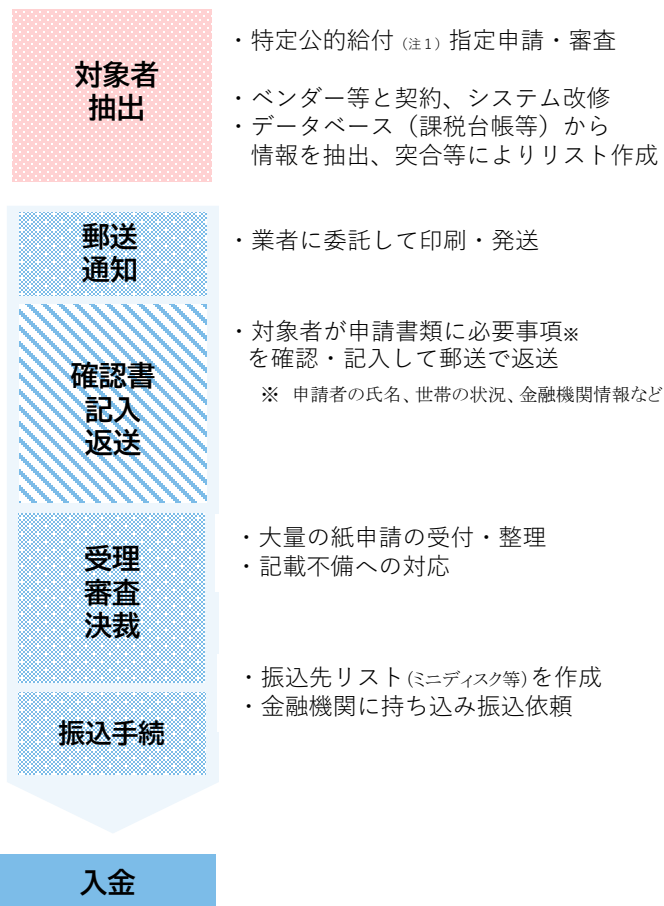 対象者
抽出
・特定公的給付（注1）指定申請・審査
・ベンダー等と契約、システム改修
・データベース（課税台帳等）から
情報を抽出、突合等によりリスト作成
郵送
通知
・業者に委託して印刷・発送
確認書
記入
返送
・対象者が申請書類に必要事項※
を確認・記入して郵送で返送
※ 申請者の氏名、世帯の状況、金融機関情報など
受理
審査
決裁
・大量の紙申請の受付・整理
・記載不備への対応
振込手続
・振込先リスト（ミニディスク等）を作成
・金融機関に持ち込み振込依頼
入金